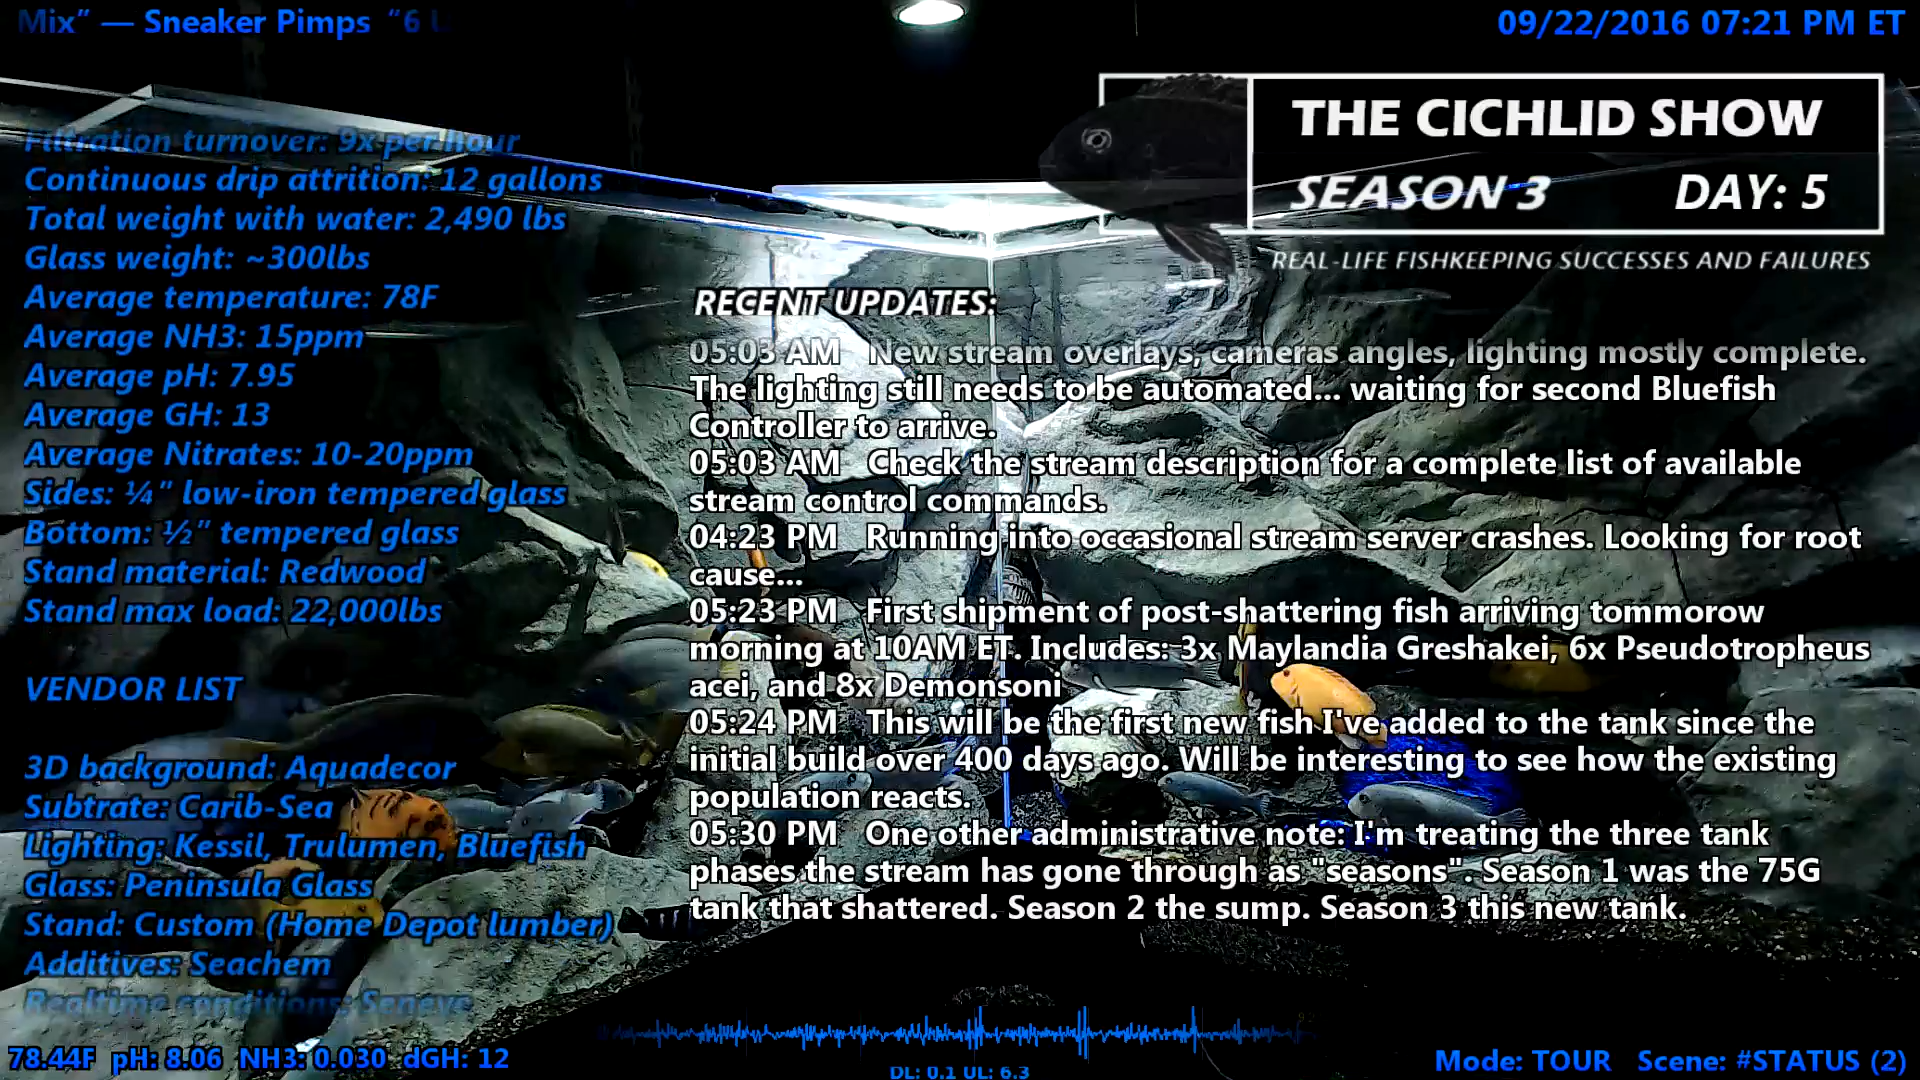 Mix" — Sneaker Pimps "6 U
09/22/2016 07:21 PM ET
THE CICHLID SHOW
SEASON 3 DAY: 5
REAL-LIFE FISHKEEPING SUCCESSES AND FAILURES
Filtration turnover: 9x per hour
Continuous drip attrition: 12 gallons
Total weight with water: 2,490 lbs
Glass weight: ~300lbs
Average temperature: 78F
Average NH3: 15ppm
Average pH: 7.95
Average GH: 13
Average Nitrates: 10-20ppm
Sides: ¼" low-iron tempered glass
Bottom: ½" tempered glass
Stand material: Redwood
Stand max load: 22,000lbs
VENDOR LIST
3D background: Aquadecor
Subtrate: Carib-Sea
Lighting: Kessil, Trulumen, Bluefish
Glass: Peninsula Glass
Stand: Custom (Home Depot lumber)
Additives: Seachem
Realtime conditions: Seneye
RECENT UPDATES:
05:03 AM New stream overlays, cameras angles, lighting mostly complete.
The lighting still needs to be automated... waiting for second Bluefish
Controller to arrive.
05:03 AM Check the stream description for a complete list of available
stream control commands.
04:23 PM Running into occasional stream server crashes. Looking for root
cause...
05:23 PM First shipment of post-shattering fish arriving tommorow
morning at 10AM ET. Includes: 3x Maylandia Greshakei, 6x Pseudotropheus
acei, and 8x Demonsoni
05:24 PM This will be the first new fish I've added to the tank since the
initial build over 400 days ago. Will be interesting to see how the existing
population reacts.
05:30 PM One other administrative note: I'm treating the three tank
phases the stream has gone through as "seasons". Season 1 was the 75G
tank that shattered. Season 2 the sump. Season 3 this new tank.
78.44F pH: 8.06 NH3: 0.030 dGH: 12
DL: 0.1 UL: 6.3
Mode: TOUR Scene: #STATUS (2)